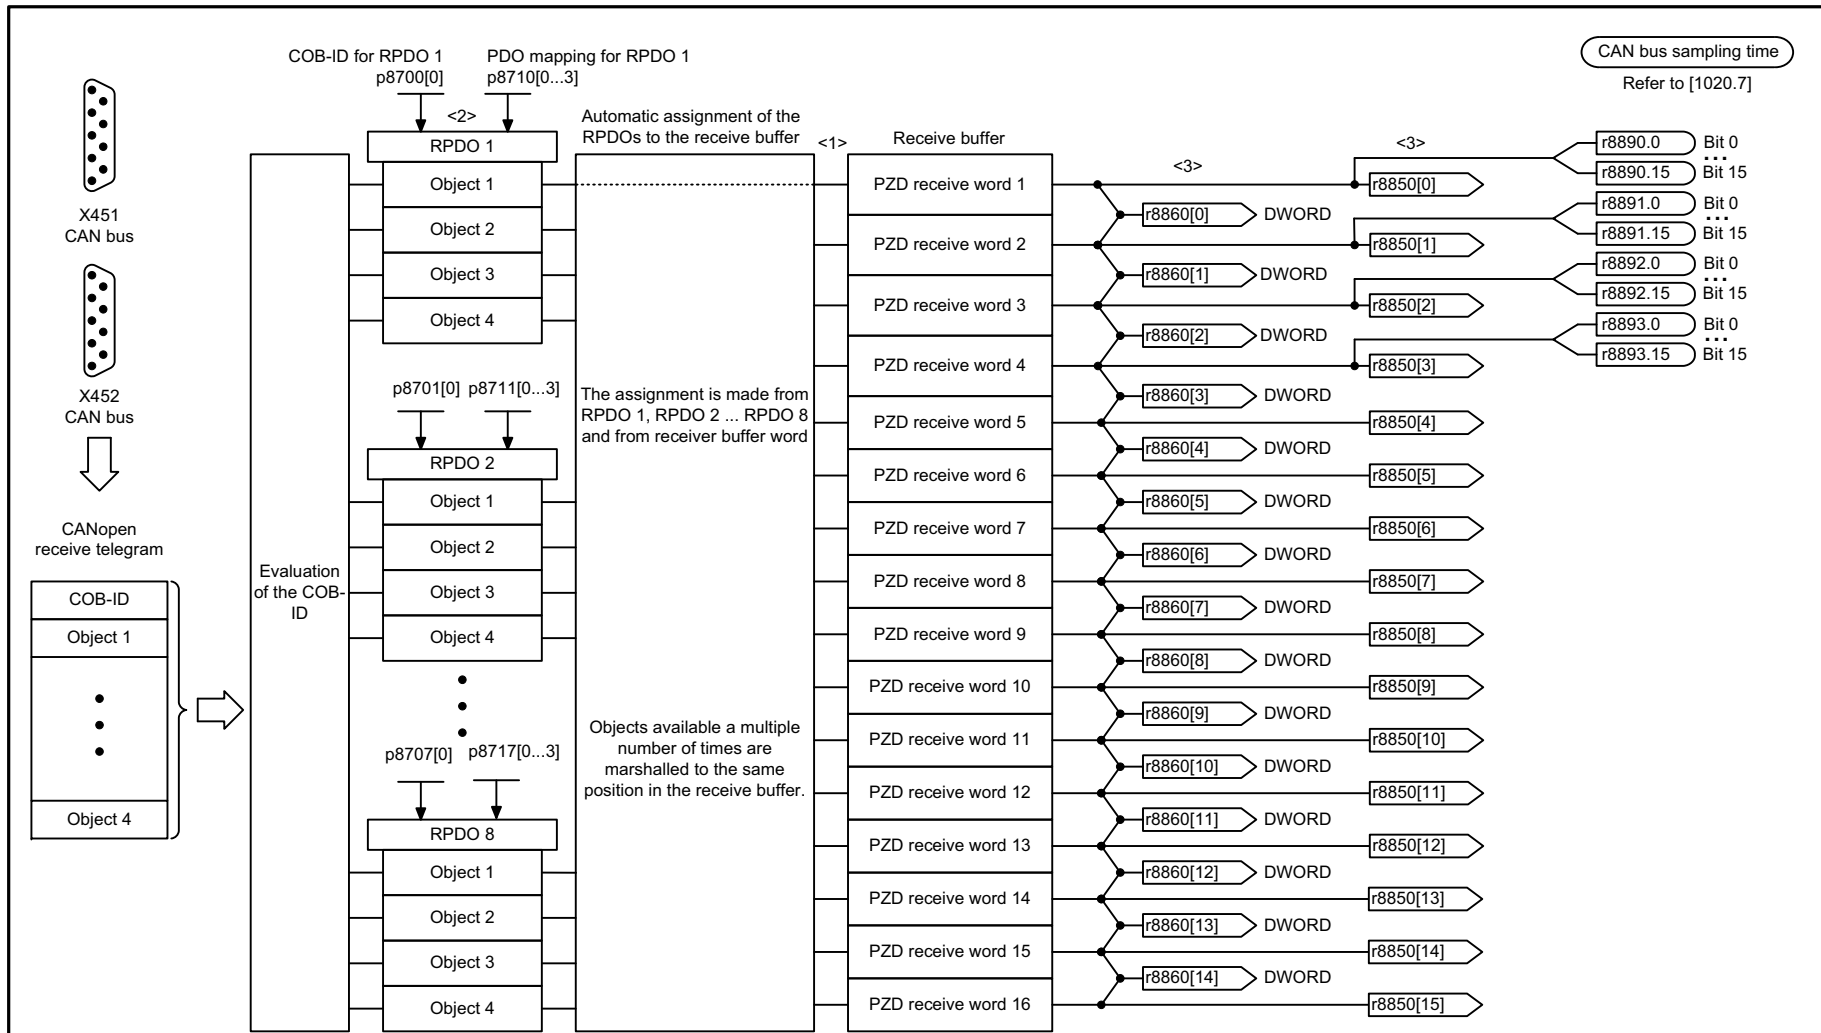 COB-ID for RPDO 1
p8700[0]
PDO mapping for RPDO 1
p8710[0...3]
CAN bus sampling time
Refer to [1020.7]
X451
CAN bus
X452
CAN bus
CANopen
receive telegram
COB-ID
Object 1
Object 4
Evaluation
of the COB-
ID
<2>
RPDO 1
Object 1
Object 2
Object 3
Object 4
p8701[0]
p8711[0...3]
RPDO 2
Object 1
Object 2
Object 3
Object 4
p8707[0]
p8717[0...3]
RPDO 8
Object 1
Object 2
Object 3
Object 4
Automatic assignment of the
RPDOs to the receive buffer
The assignment is made from
RPDO 1, RPDO 2 ... RPDO 8
and from receiver buffer word
Objects available a multiple
number of times are
marshalled to the same
position in the receive buffer.
<1>
Receive buffer
PZD receive word 1
PZD receive word 2
PZD receive word 3
PZD receive word 4
PZD receive word 5
PZD receive word 6
PZD receive word 7
PZD receive word 8
PZD receive word 9
PZD receive word 10
PZD receive word 11
PZD receive word 12
PZD receive word 13
PZD receive word 14
PZD receive word 15
PZD receive word 16
<3>
r8860[0] DWORD
r8860[1] DWORD
r8860[2] DWORD
r8860[3] DWORD
r8860[4] DWORD
r8860[5] DWORD
r8860[6] DWORD
r8860[7] DWORD
r8860[8] DWORD
r8860[9] DWORD
r8860[10] DWORD
r8860[11] DWORD
r8860[12] DWORD
r8860[13] DWORD
r8860[14] DWORD
<3>
r8850[0]
r8850[1]
r8850[2]
r8850[3]
r8850[4]
r8850[5]
r8850[6]
r8850[7]
r8850[8]
r8850[9]
r8850[10]
r8850[11]
r8850[12]
r8850[13]
r8850[14]
r8850[15]
r8890.0 Bit 0
...
r8890.15 Bit 15
r8891.0 Bit 0
...
r8891.15 Bit 15
r8892.0 Bit 0
...
r8892.15 Bit 15
r8893.0 Bit 0
...
r8893.15 Bit 15